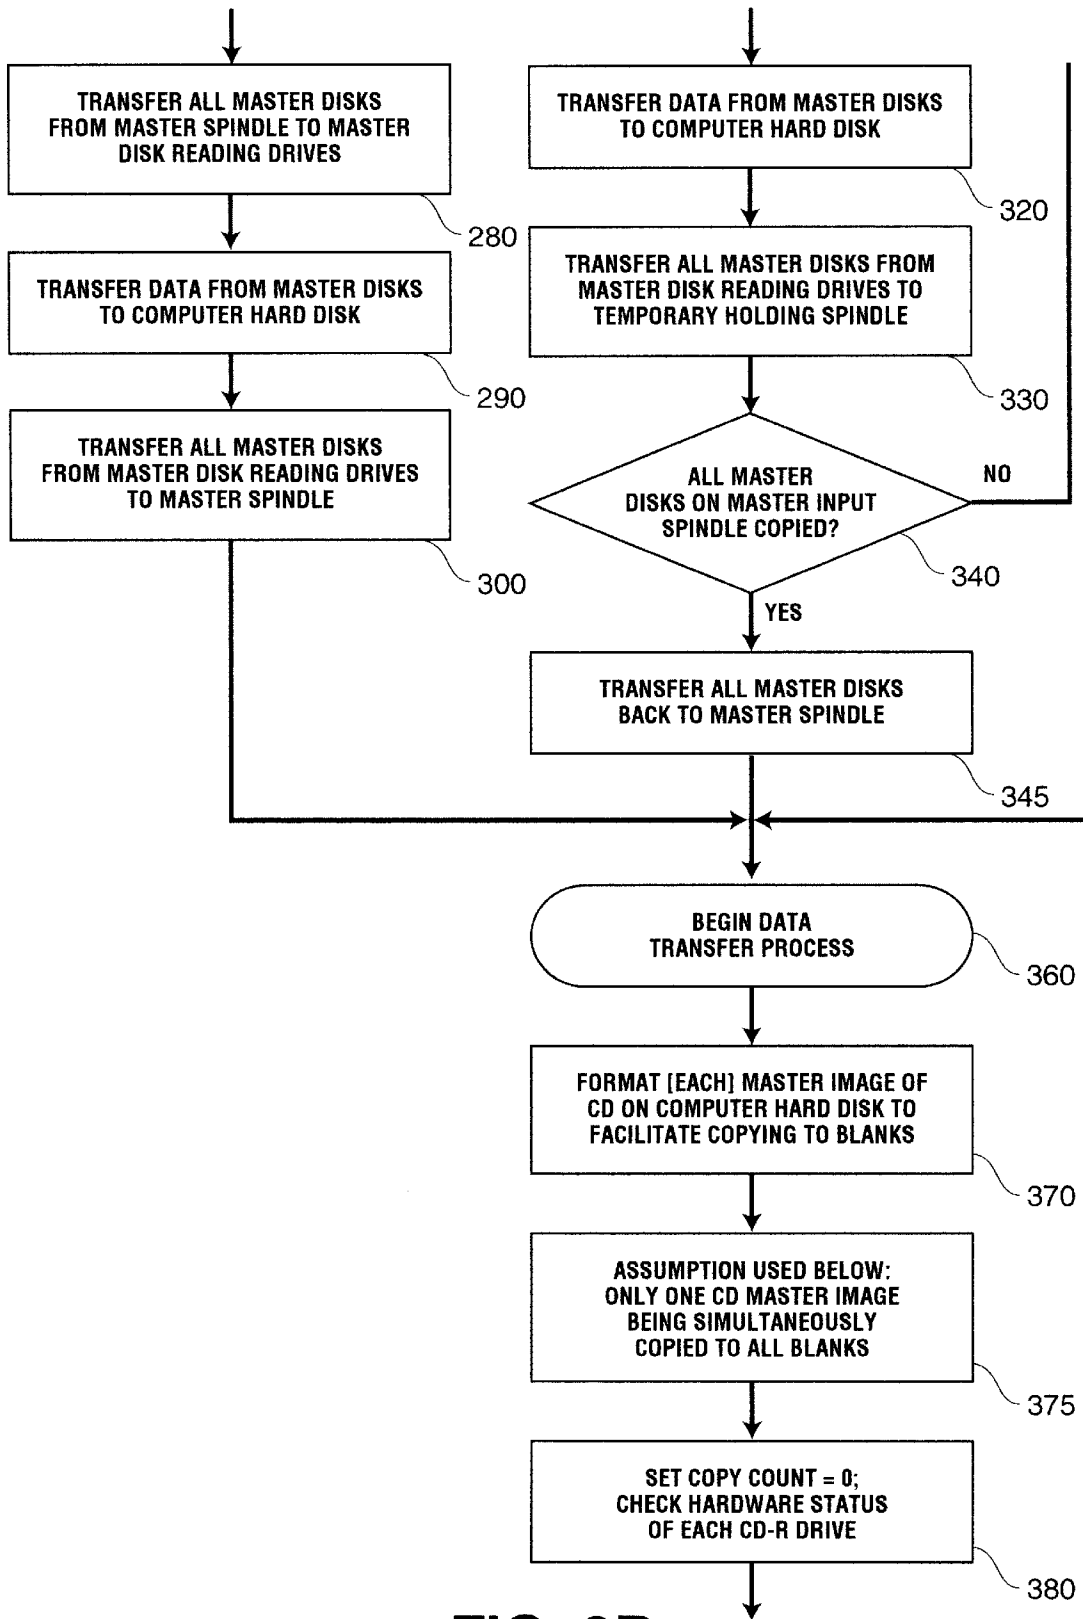 TRANSFER ALL MASTER DISKS
FROM MASTER SPINDLE TO MASTER
DISK READING DRIVES
280
TRANSFER DATA FROM MASTER DISKS
TO COMPUTER HARD DISK
290
TRANSFER ALL MASTER DISKS
FROM MASTER DISK READING DRIVES
TO MASTER SPINDLE
300
TRANSFER DATA FROM MASTER DISKS
TO COMPUTER HARD DISK
320
TRANSFER ALL MASTER DISKS FROM
MASTER DISK READING DRIVES TO
TEMPORARY HOLDING SPINDLE
330
ALL MASTER
DISKS ON MASTER INPUT
SPINDLE COPIED?
NO
340
YES
TRANSFER ALL MASTER DISKS
BACK TO MASTER SPINDLE
345
BEGIN DATA
TRANSFER PROCESS
360
FORMAT [EACH] MASTER IMAGE OF
CD ON COMPUTER HARD DISK TO
FACILITATE COPYING TO BLANKS
370
ASSUMPTION USED BELOW:
ONLY ONE CD MASTER IMAGE
BEING SIMULTANEOUSLY
COPIED TO ALL BLANKS
375
SET COPY COUNT = 0;
CHECK HARDWARE STATUS
OF EACH CD-R DRIVE
380